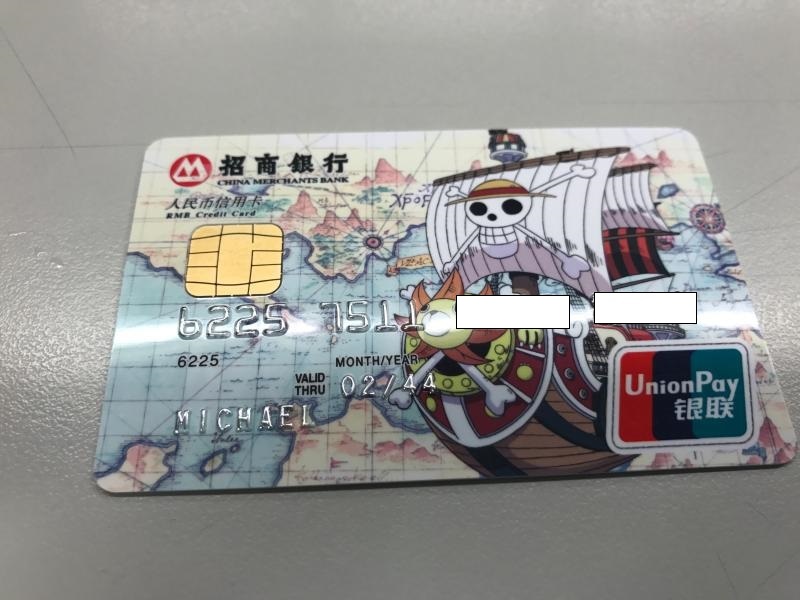 招商銀行
CHINA MERCHANTS BANK
人民币信用卡
RMB Credit Card
6225 7511
6225
MONTH/YEAR
VALID THRU 02/44
MICHAEL
UnionPay
银联